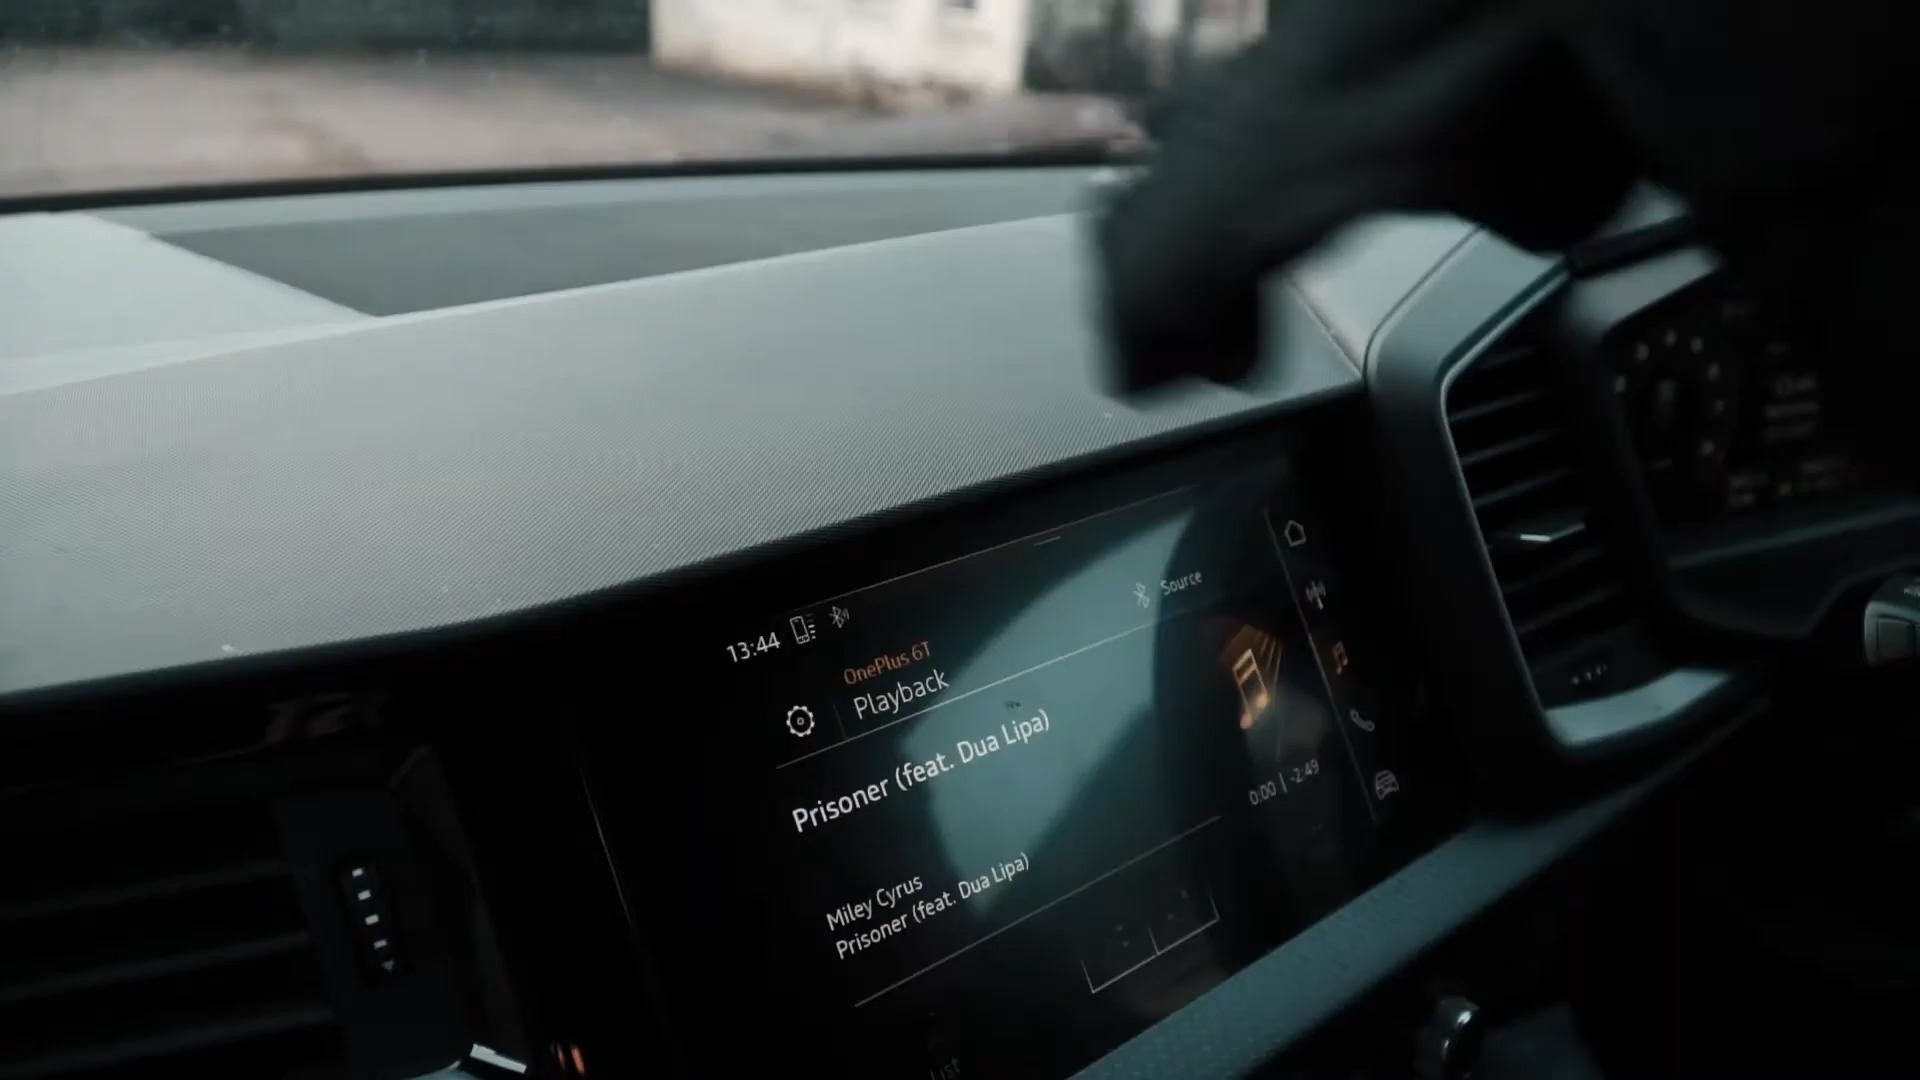 13:44
OnePlus 6T
Playback
Source
Prisoner (feat. Dua Lipa)
0:00 | -2:49
Miley Cyrus
Prisoner (feat. Dua Lipa)
List